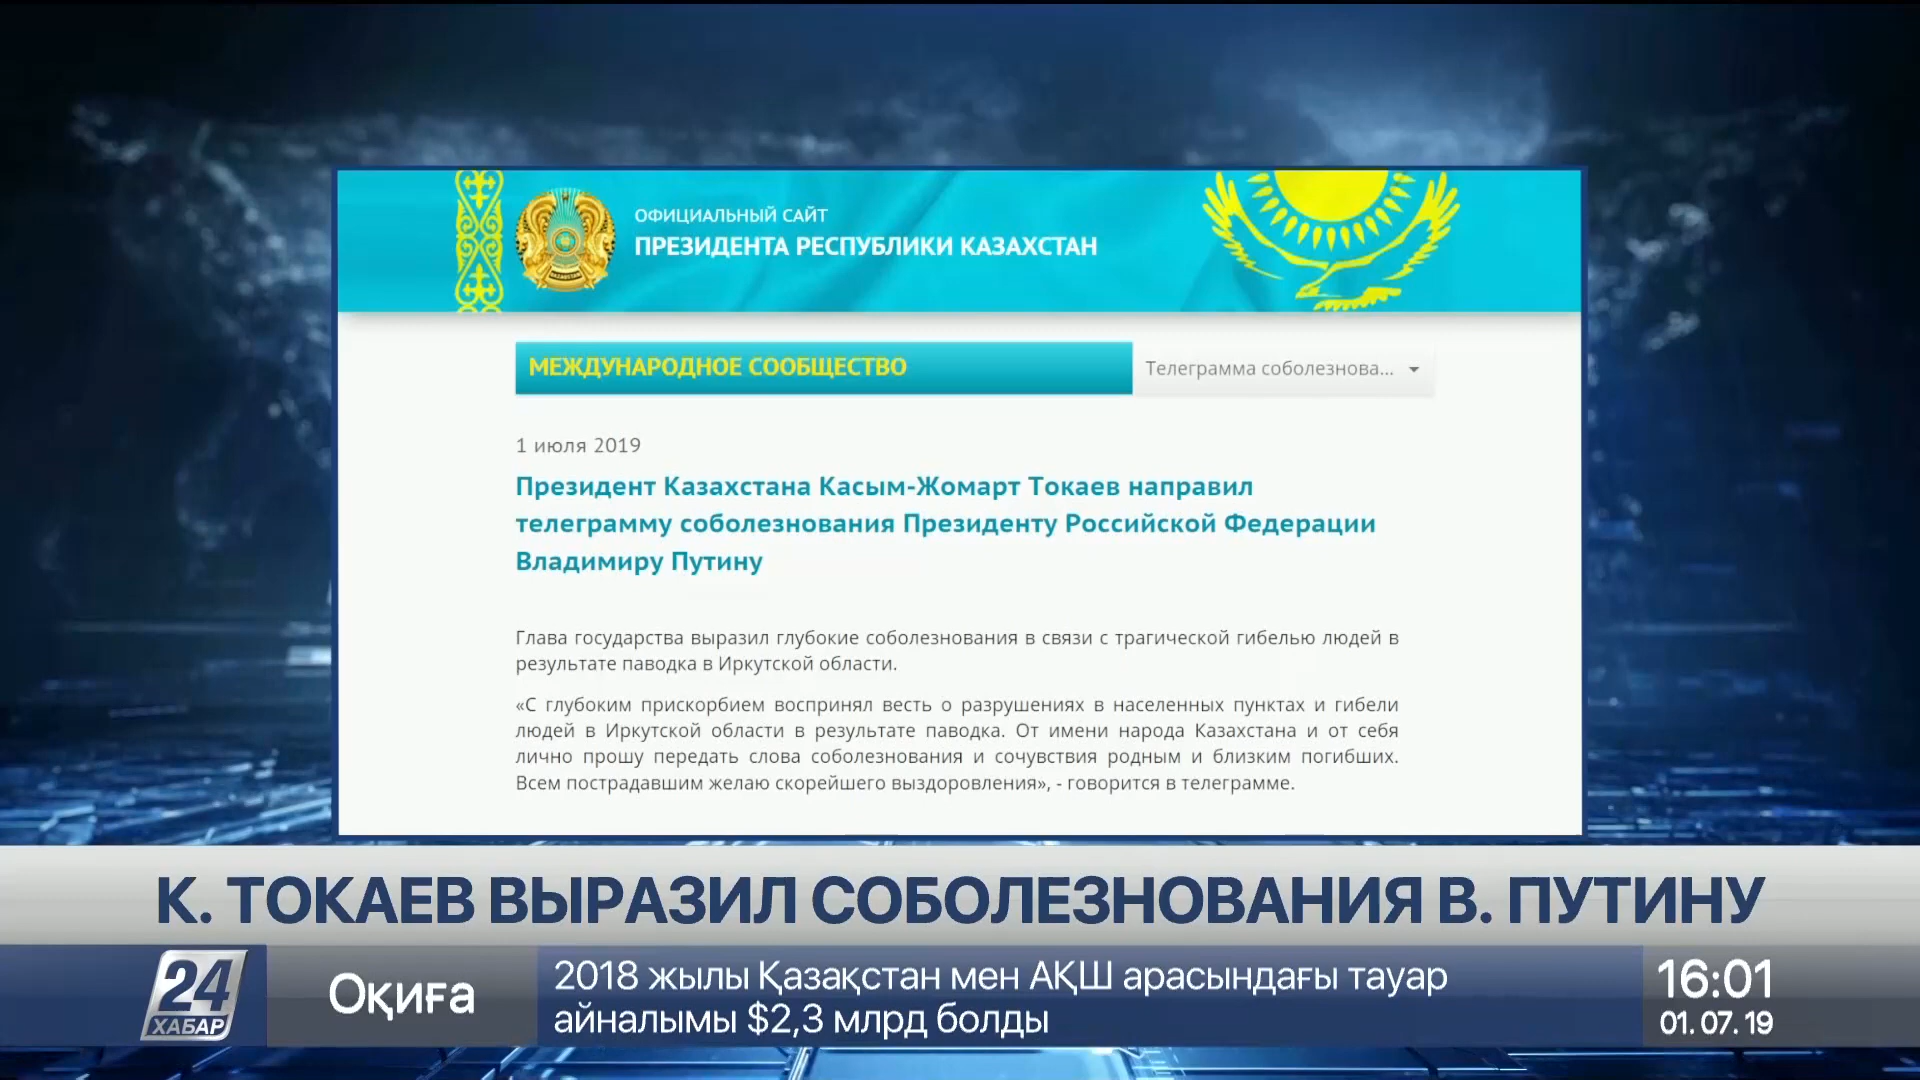 ОФИЦИАЛЬНЫЙ САЙТ
ПРЕЗИДЕНТА РЕСПУБЛИКИ КАЗАХСТАН
МЕЖДУНАРОДНОЕ СООБЩЕСТВО
Телеграмма соболезнова...
1 июля 2019
Президент Казахстана Касым-Жомарт Токаев направил
телеграмму соболезнования Президенту Российской Федерации
Владимиру Путину
Глава государства выразил глубокие соболезнования в связи с трагической гибелью людей в
результате паводка в Иркутской области.
«С глубоким прискорбием воспринял весть о разрушениях в населенных пунктах и гибели
людей в Иркутской области в результате паводка. От имени народа Казахстана и от себя
лично прошу передать слова соболезнования и сочувствия родным и близким погибших.
Всем пострадавшим желаю скорейшего выздоровления», - говорится в телеграмме.
К. ТОКАЕВ ВЫРАЗИЛ СОБОЛЕЗНОВАНИЯ В. ПУТИНУ
24
ХАБАР
Оқиға
2018 жылы Қазақстан мен АҚШ арасындағы тауар
айналымы $2,3 млрд болды
16:01
01. 07. 19